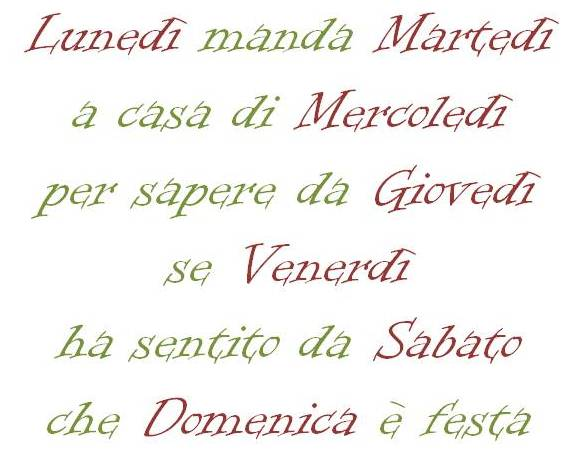 Lunedì manda Martedì
a casa di Mercoledì
per sapere da Giovedì
se Venerdì
ha sentito da Sabato
che Domenica è festa